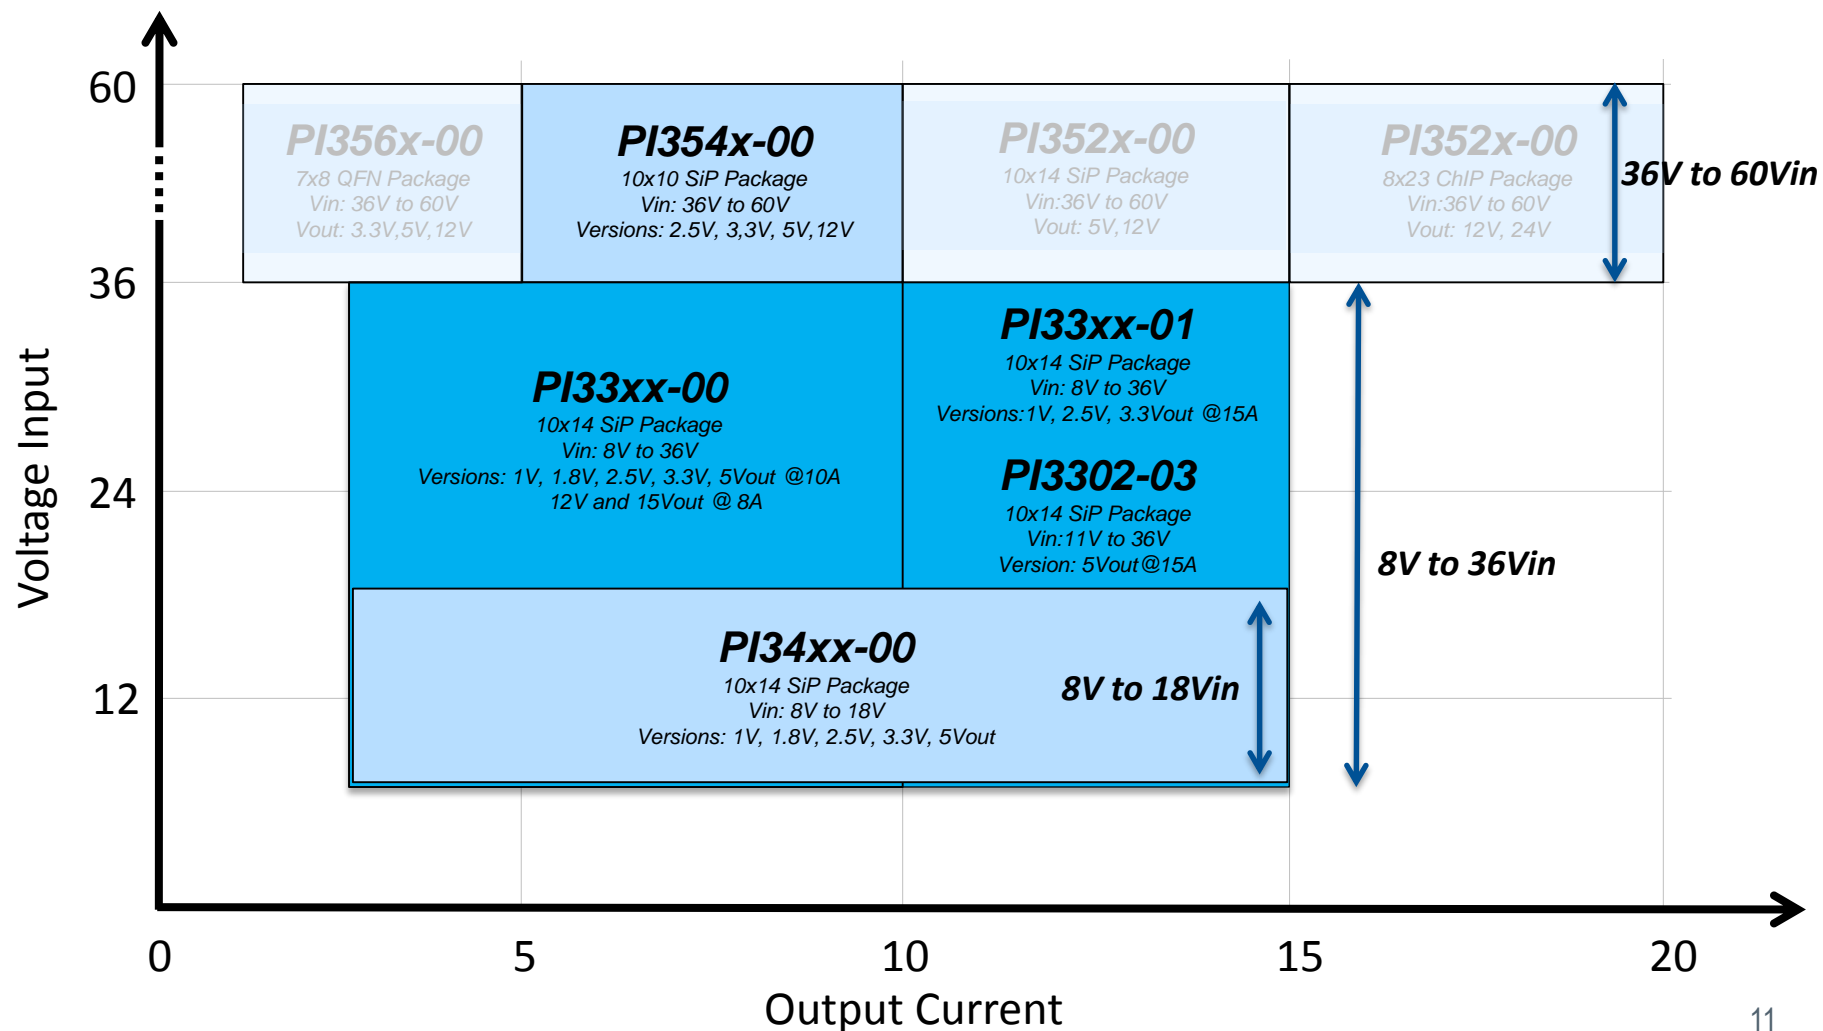 60
PI356x-00
7x8 QFN Package
Vin: 36V to 60V
Vout: 3.3V,5V,12V
PI354x-00
10x10 SiP Package
Vin: 36V to 60V
Versions: 2.5V, 3,3V, 5V,12V
PI352x-00
10x14 SiP Package
Vin:36V to 60V
Vout: 5V,12V
PI352x-00
8x23 ChIP Package
Vin:36V to 60V
Vout: 12V, 24V
36V to 60Vin
36
PI33xx-00
10x14 SiP Package
Vin: 8V to 36V
Versions: 1V, 1.8V, 2.5V, 3.3V, 5Vout @10A
12V and 15Vout @ 8A
PI33xx-01
10x14 SiP Package
Vin: 8V to 36V
Versions:1V, 2.5V, 3.3Vout @15A
PI3302-03
10x14 SiP Package
Vin:11V to 36V
Version: 5Vout@15A
8V to 36Vin
Voltage Input
24
PI34xx-00
10x14 SiP Package
Vin: 8V to 18V
Versions: 1V, 1.8V, 2.5V, 3.3V, 5Vout
8V to 18Vin
12
0 5 10 15 20
Output Current
11